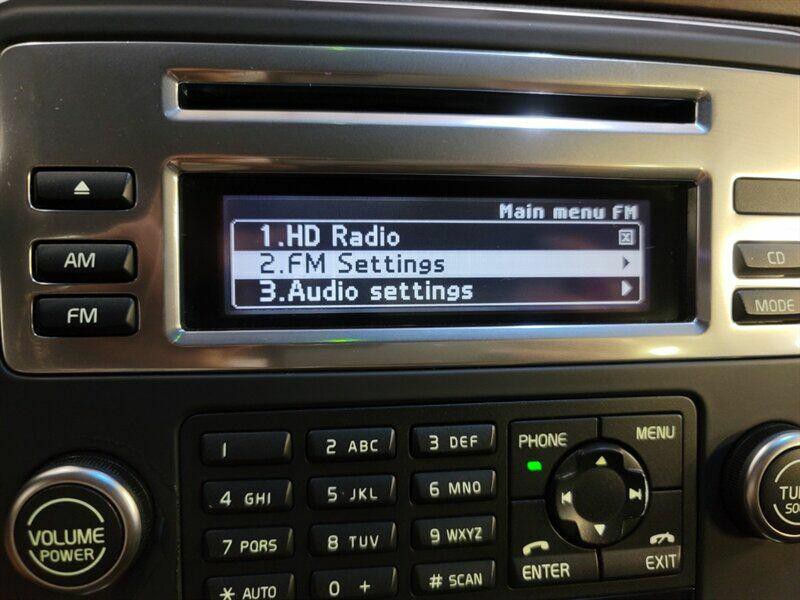 Main menu FM
1.HD Radio
2.FM Settings
3.Audio settings
AM
FM
CD
MODE
1
2 ABC
3 DEF
PHONE
MENU
4 GHI
5 JKL
6 MNO
7 PQRS
8 TUV
9 WXYZ
* AUTO
0 +
# SCAN
ENTER
EXIT
VOLUME
POWER